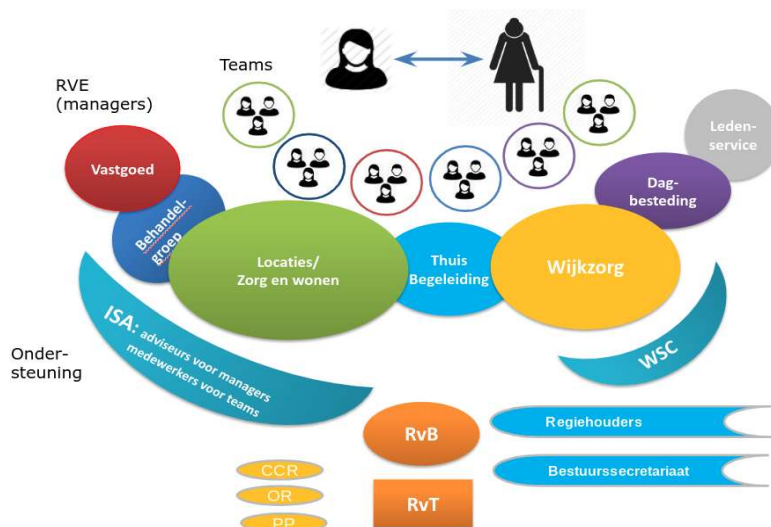 Teams
RVE
(managers)
Leden-
service
Vastgoed
Dag-
besteding
Behandel-
groep
Locaties/
Zorg en wonen
Thuis
Begeleiding
Wijkzorg
ISA: adviseurs voor managers
medewerkers voor teams
WSC
Onder-
steuning
RvB
Regiehouders
Bestuurssecretariaat
CCR
OR
PP
RvT